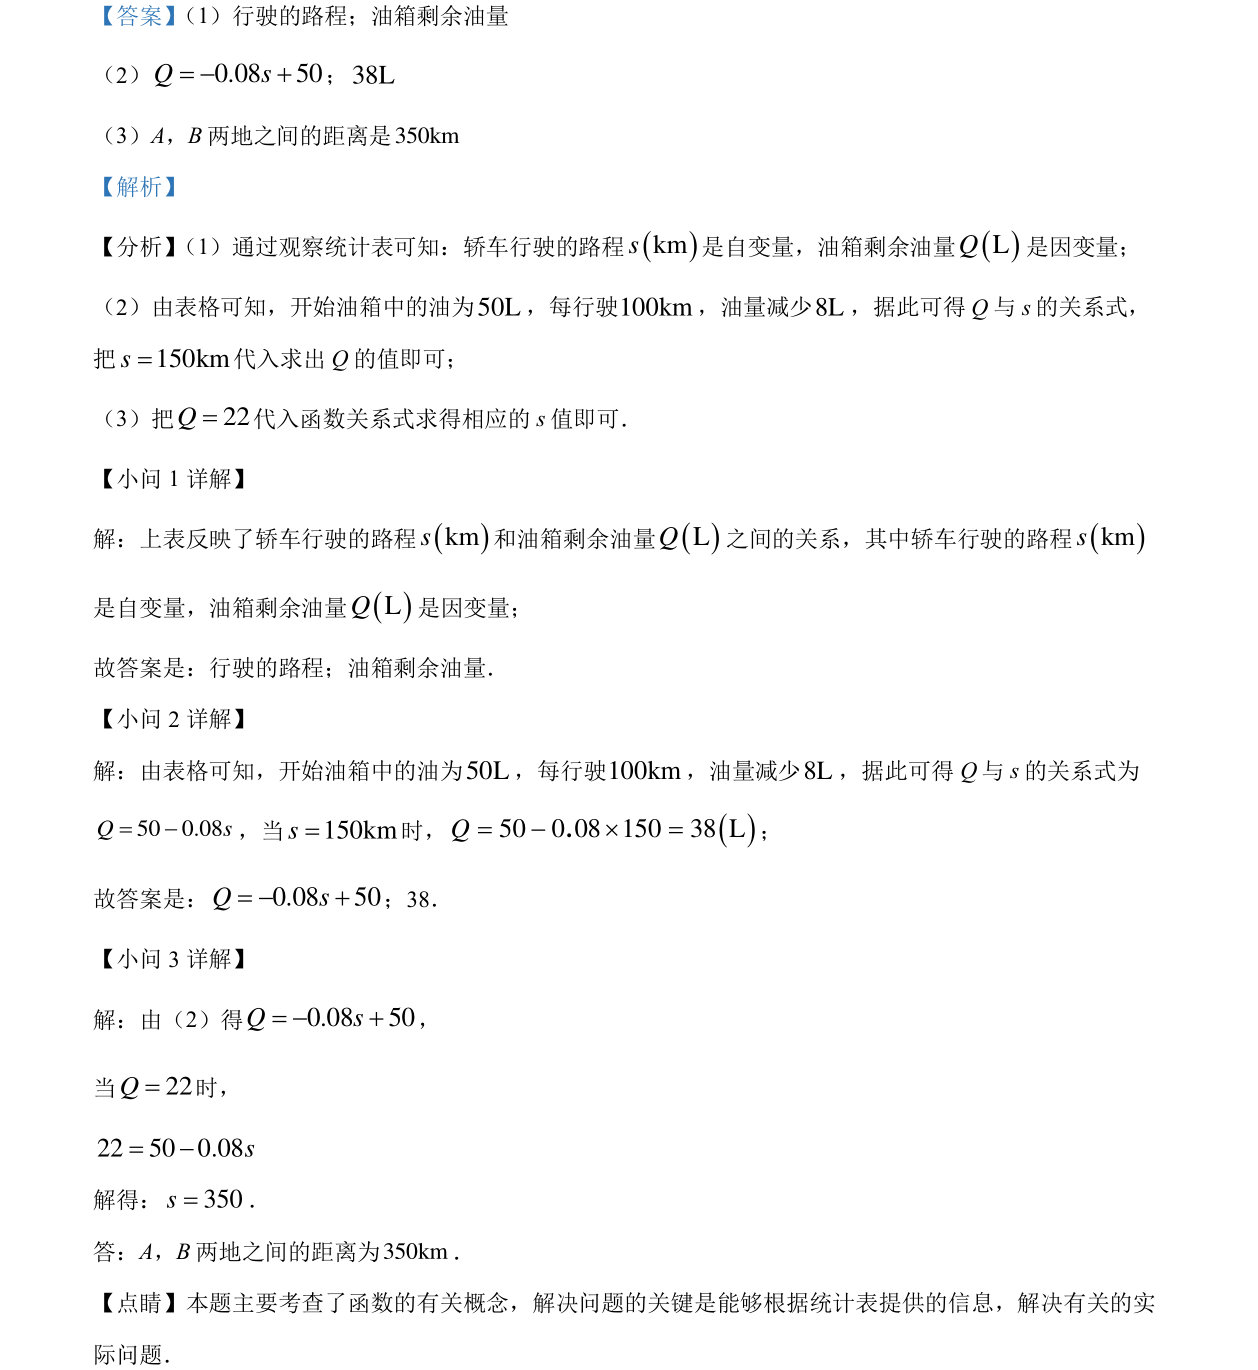 【答案】（1）行驶的路程；油箱剩余油量
（2）Q = −0.08s + 50；38L
（3）A，B 两地之间的距离是350km
【解析】
【分析】（1）通过观察统计表可知：轿车行驶的路程s(km)是自变量，油箱剩余油量Q(L)是因变量；
（2）由表格可知，开始油箱中的油为50L，每行驶100km，油量减少8L，据此可得 Q 与 s 的关系式，
把 s = 150km代入求出 Q 的值即可；
（3）把Q = 22代入函数关系式求得相应的 s 值即可．
【小问 1 详解】
解：上表反映了轿车行驶的路程s(km)和油箱剩余油量Q(L)之间的关系，其中轿车行驶的路程s(km)
是自变量，油箱剩余油量Q(L)是因变量；
故答案是：行驶的路程；油箱剩余油量．
【小问 2 详解】
解：由表格可知，开始油箱中的油为50L，每行驶100km，油量减少8L，据此可得 Q 与 s 的关系式为
Q = 50 − 0.08s，当s = 150km时，Q = 50 − 0.08×150 = 38(L)；
故答案是：Q = −0.08s + 50；38．
【小问 3 详解】
解：由（2）得Q = −0.08s + 50，
当Q = 22时，
22 = 50 − 0.08s
解得：s = 350．
答：A，B 两地之间的距离为350km．
【点睛】本题主要考查了函数的有关概念，解决问题的关键是能够根据统计表提供的信息，解决有关的实
际问题．